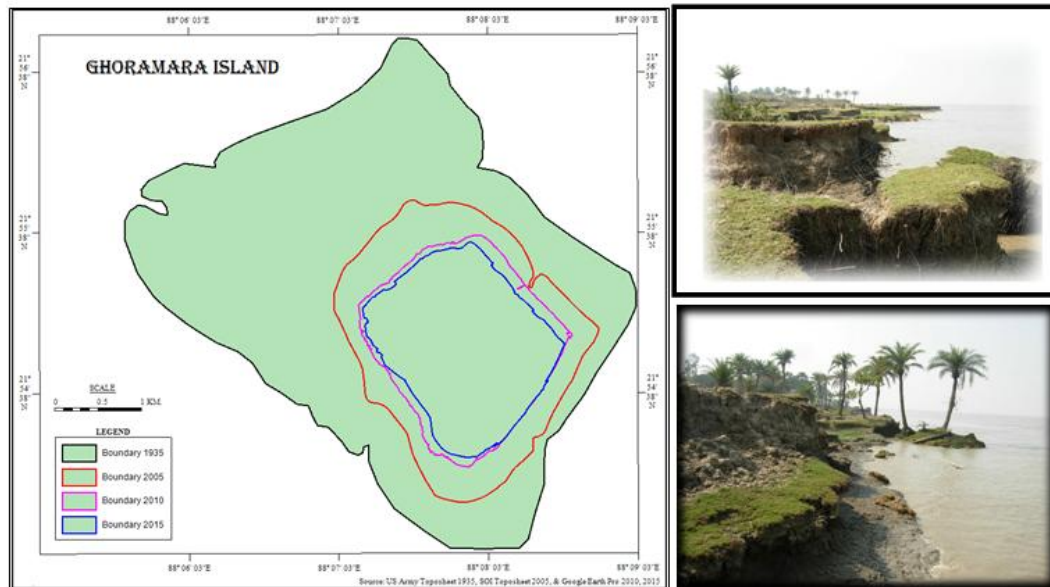 88° 06' 03"E 88° 07' 03"E 88° 08' 03"E 88° 09' 03"E
GHORAMARA ISLAND
21°
56'
38"
N
21°
56'
38"
N
21°
55'
38"
N
21°
55'
38"
N
21°
54'
38"
N
21°
54'
38"
N
SCALE
0 0.5 1 KM.
LEGEND
Boundary 1935
Boundary 2005
Boundary 2010
Boundary 2015
88° 06' 03"E 88° 07' 03"E 88° 08' 03"E 88° 09' 03"E
Source: US Army Toposheet 1935, SOI Toposheet 2005, & Google Earth Pro 2010, 2015